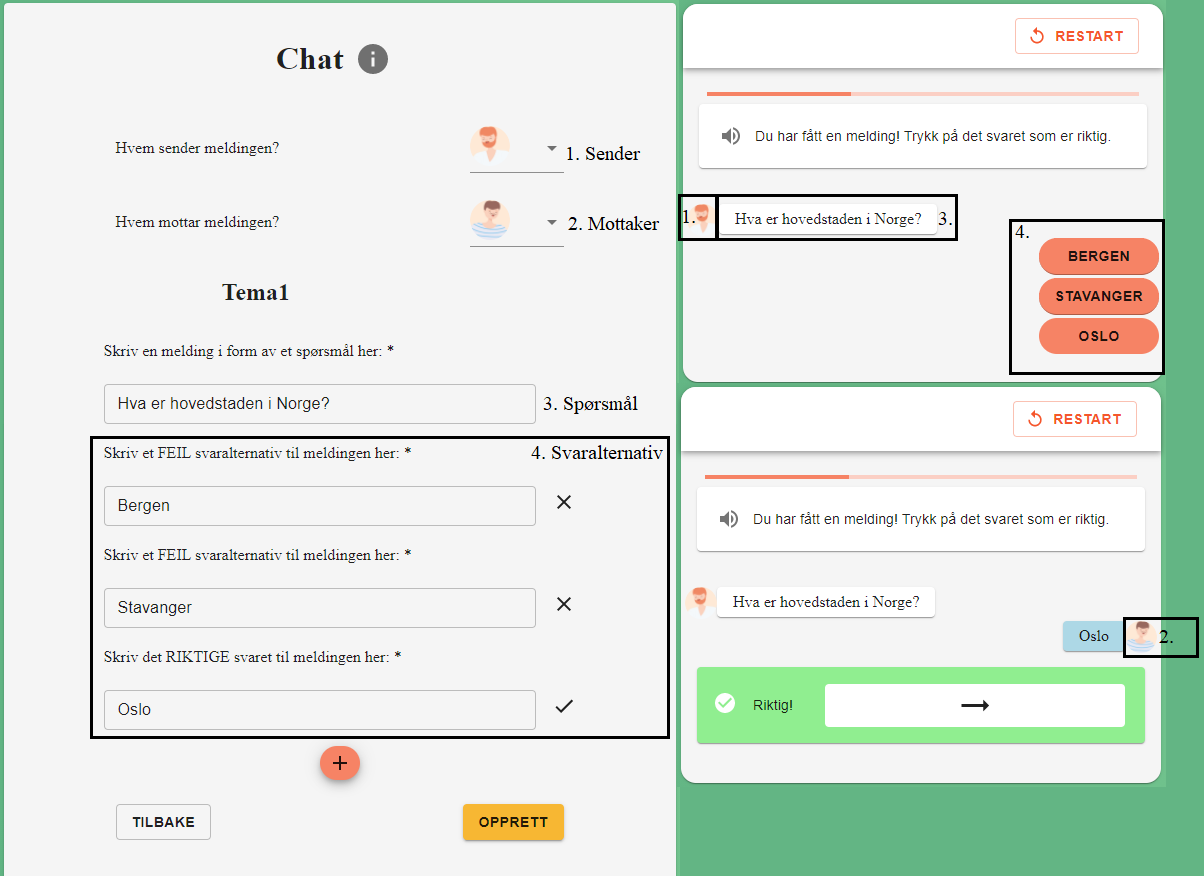 Chat
Hvem sender meldingen?
1. Sender
Hvem mottar meldingen?
2. Mottaker
Tema1
Skriv en melding i form av et spørsmål her: *
Hva er hovedstaden i Norge?
3. Spørsmål
Skriv et FEIL svaralternativ til meldingen her: *
4. Svaralternativ
Bergen
Skriv et FEIL svaralternativ til meldingen her: *
Stavanger
Skriv det RIKTIGE svaret til meldingen her: *
Oslo
+
TILBAKE
OPPRETT
RESTART
Du har fått en melding! Trykk på det svaret som er riktig.
1.
Hva er hovedstaden i Norge?
3.
4.
BERGEN
STAVANGER
OSLO
RESTART
Du har fått en melding! Trykk på det svaret som er riktig.
Hva er hovedstaden i Norge?
Oslo
2.
Riktig!